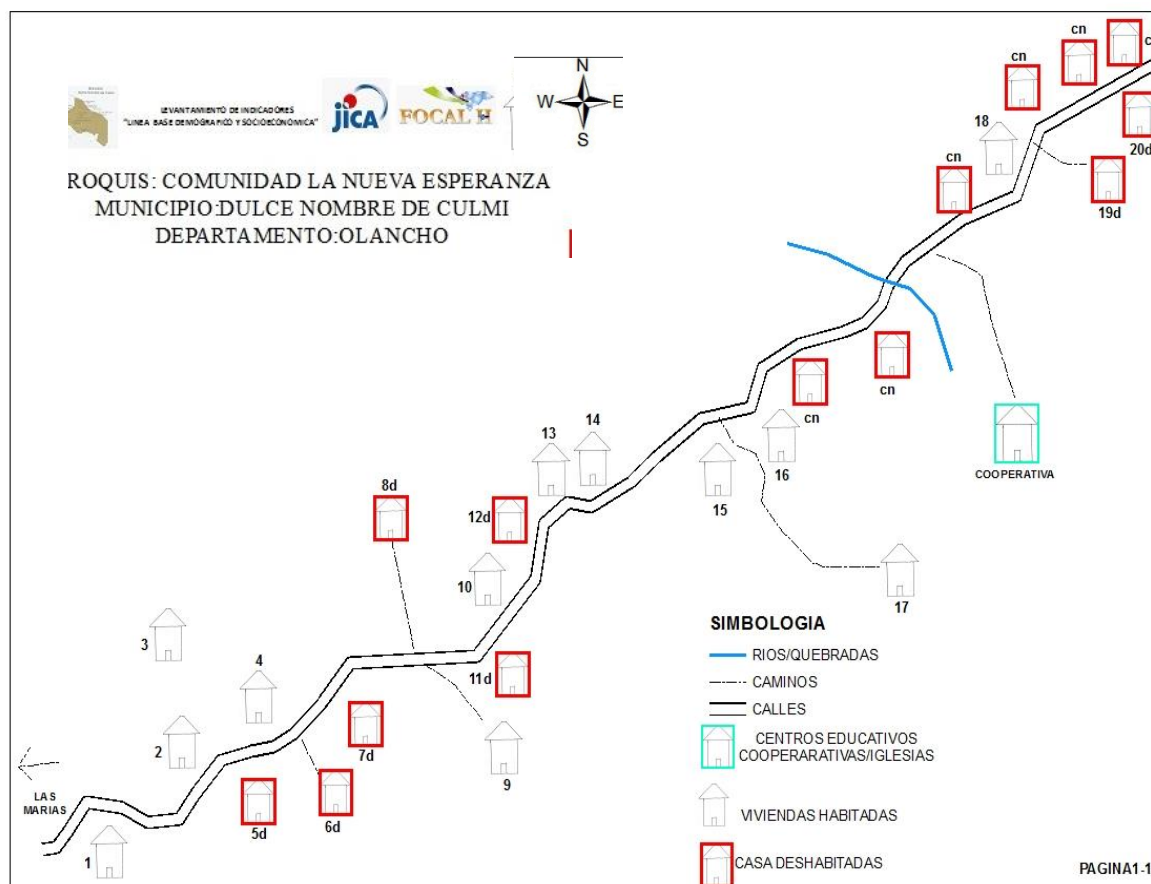 N
W E
S
LEVANTAMIENTO DE INDICADORES
"LINEA BASE DEMOGRAFICO Y SOCIOECONOMICA"
jICA
FOCAL H
ROQUIS: COMUNIDAD LA NUEVA ESPERANZA
MUNICIPIO:DULCE NOMBRE DE CULMI
DEPARTAMENTO:OLANCHO
cn
cn
c
18
20d
cn
19d
cn
cn
COOPERATIVA
14
13
16
15
8d
12d
10
17
3
4
11d
2
7d
9
LAS
MARIAS
5d
6d
1
SIMBOLOGIA
RIOS/QUEBRADAS
CAMINOS
CALLES
CENTROS EDUCATIVOS
COOPERARATIVAS/IGLESIAS
VIVIENDAS HABITADAS
CASA DESHABITADAS
PAGINA1-1